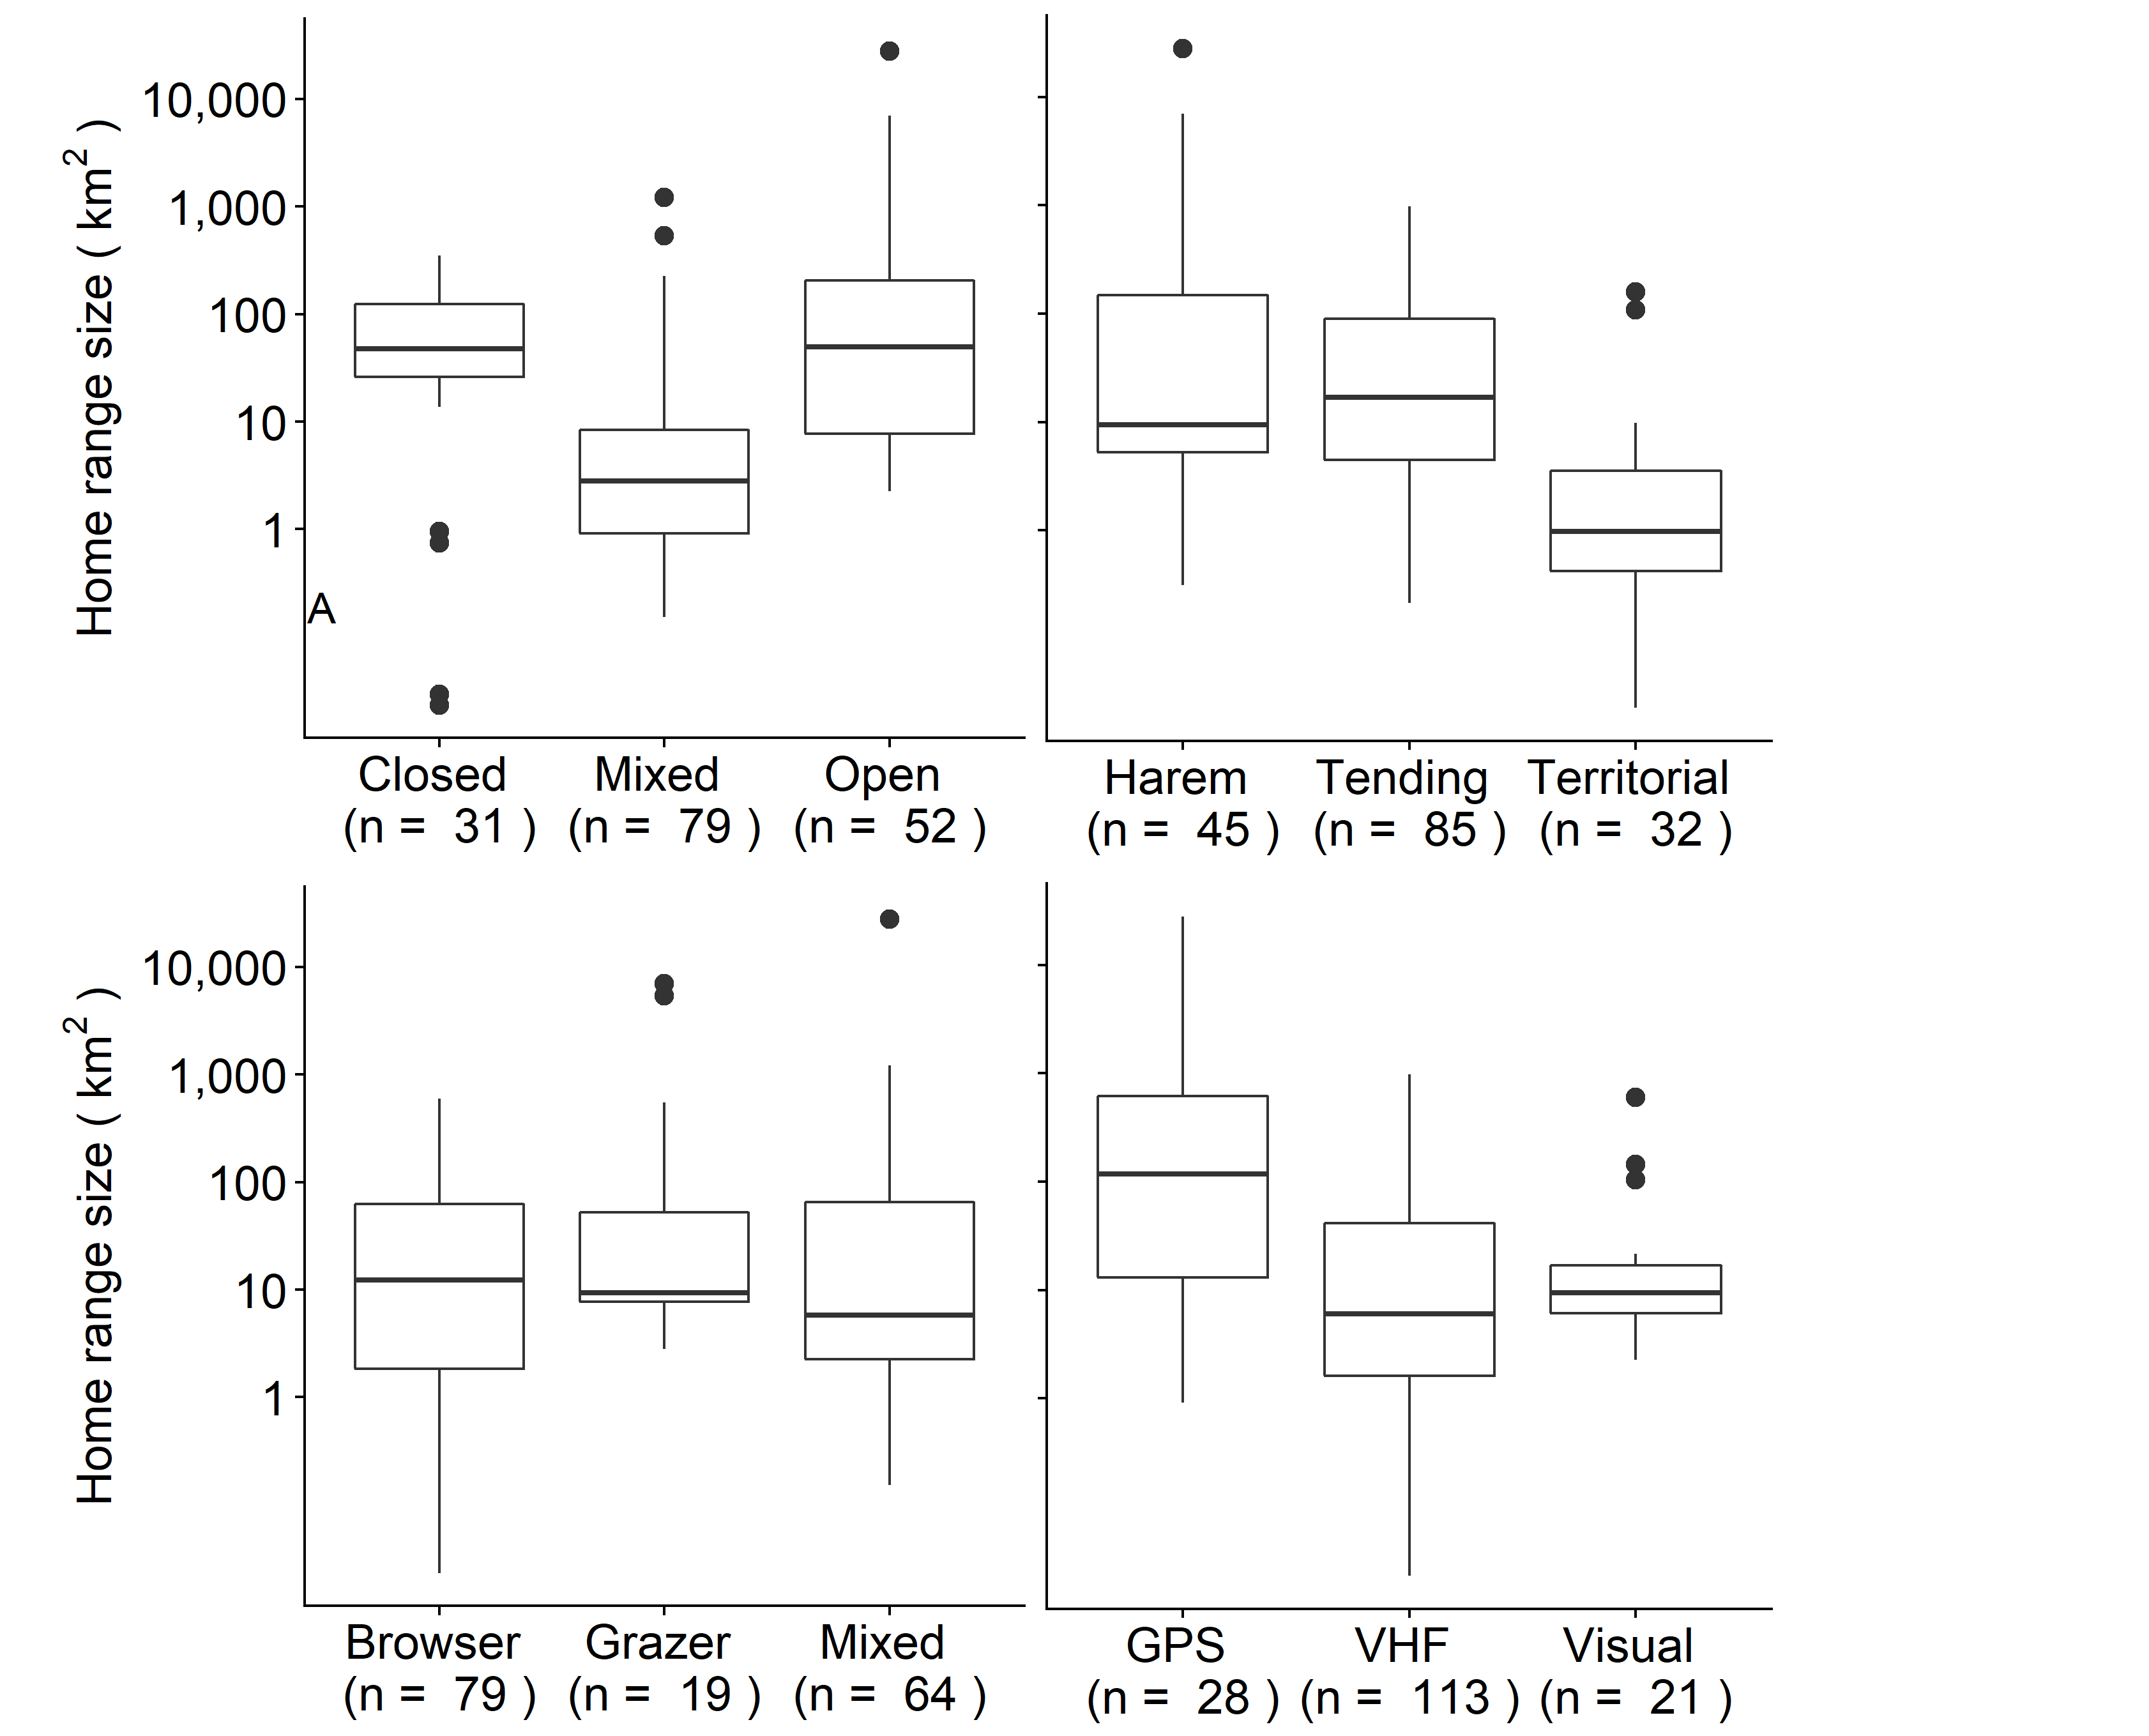 Home range size ( km² )
10,000
1,000
100
10
1
A
Closed Mixed Open
(n = 31 ) (n = 79 ) (n = 52 )
Harem Tending Territorial
(n = 45 ) (n = 85 ) (n = 32 )
Home range size ( km² )
10,000
1,000
100
10
1
Browser Grazer Mixed
(n = 79 ) (n = 19 ) (n = 64 )
GPS VHF Visual
(n = 28 ) (n = 113 ) (n = 21 )